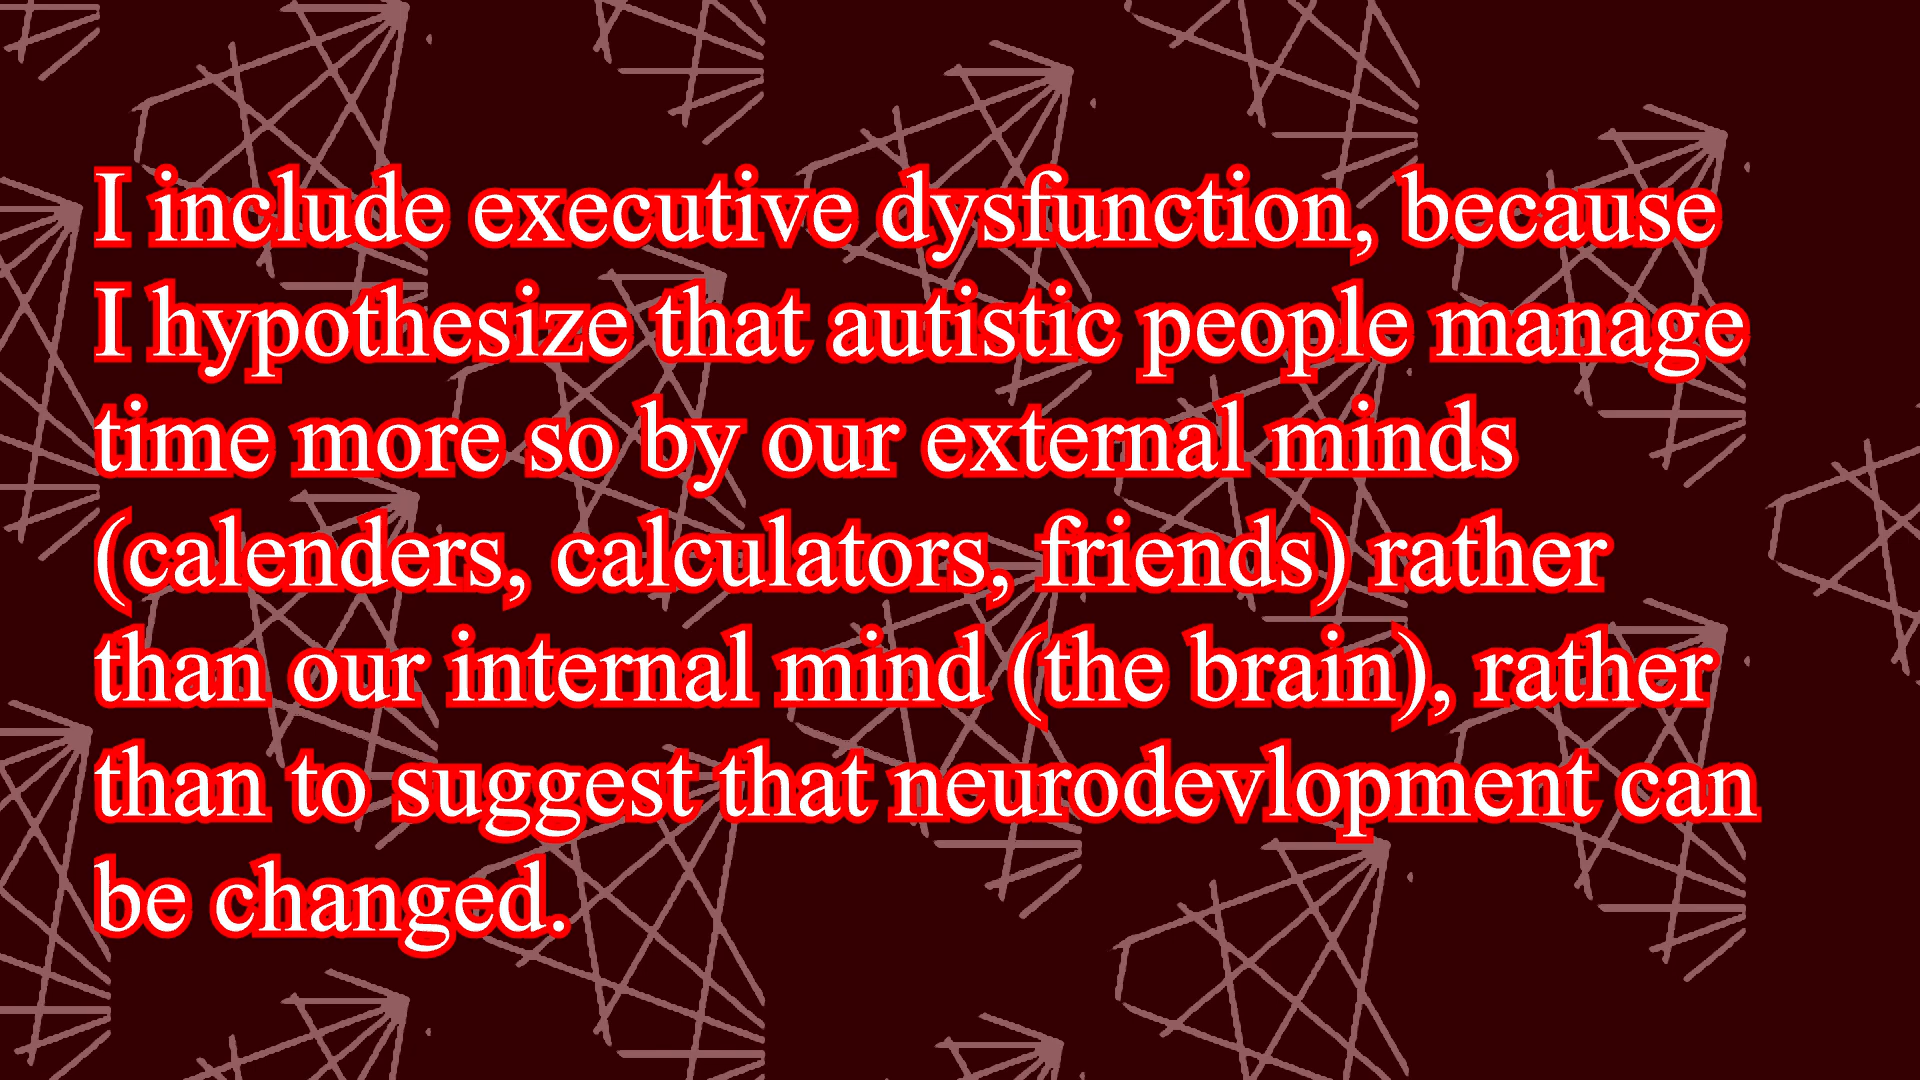 I include executive dysfunction, because
I hypothesize that autistic people manage
time more so by our external minds
(calenders, calculators, friends) rather
than our internal mind (the brain), rather
than to suggest that neurodevlopment can
be changed.